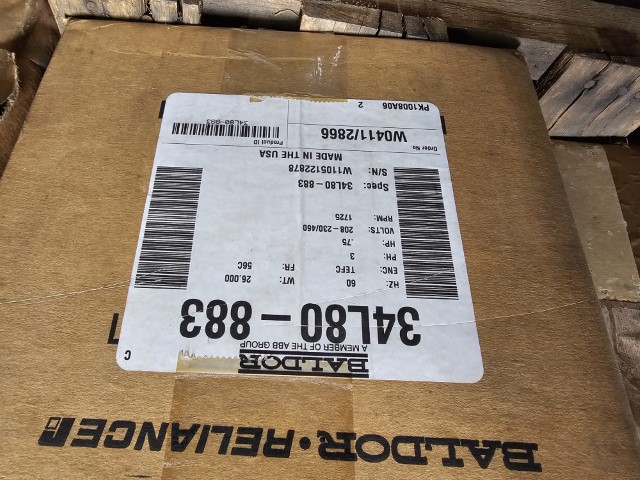 BALDOR • RELIANCE
BALDOR
A MEMBER OF THE ABB GROUP
C
34L80-883
HZ: 60 WT: 26.000
ENC: TEFC FR: 56C
PH: 3
HP: .75
VOLTS: 208-230/460
RPM: 1725
Spec: 34L80-883
S/N: W1105122878
MADE IN THE USA
Order No. Product ID
W0411/2866 34L80-883
PK1008A06 2